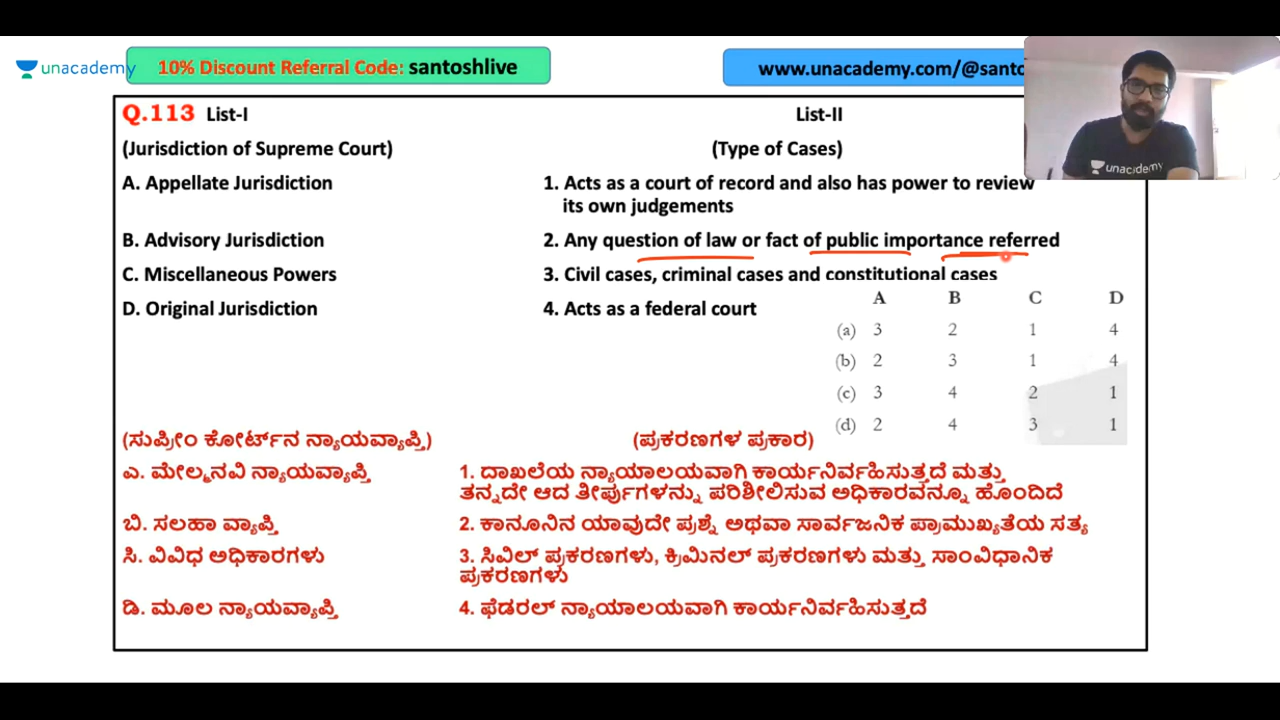 unacademy
10% Discount Referral Code: santoshlive
www.unacademy.com/@santo
unacademy
Q.113 List-I List-II
(Jurisdiction of Supreme Court) (Type of Cases)
A. Appellate Jurisdiction 1. Acts as a court of record and also has power to review
its own judgements
B. Advisory Jurisdiction 2. Any question of law or fact of public importance referred
C. Miscellaneous Powers 3. Civil cases, criminal cases and constitutional cases
D. Original Jurisdiction 4. Acts as a federal court
A B C D
(a) 3 2 1 4
(b) 2 3 1 4
(c) 3 4 2 1
(d) 2 4 3 1
(ಸುಪ್ರೀಂ ಕೋರ್ಟ್‌ನ ನ್ಯಾಯವ್ಯಾಪ್ತಿ) (ಪ್ರಕರಣಗಳ ಪ್ರಕಾರ)
ಎ. ಮೇಲ್ಮನವಿ ನ್ಯಾಯವ್ಯಾಪ್ತಿ 1. ದಾಖಲೆಯ ನ್ಯಾಯಾಲಯವಾಗಿ ಕಾರ್ಯನಿರ್ವಹಿಸುತ್ತದೆ ಮತ್ತು
ತನ್ನದೇ ಆದ ತೀರ್ಪುಗಳನ್ನು ಪರಿಶೀಲಿಸುವ ಅಧಿಕಾರವನ್ನೂ ಹೊಂದಿದೆ
ಬಿ. ಸಲಹಾ ವ್ಯಾಪ್ತಿ 2. ಕಾನೂನಿನ ಯಾವುದೇ ಪ್ರಶ್ನೆ ಅಥವಾ ಸಾರ್ವಜನಿಕ ಪ್ರಾಮುಖ್ಯತೆಯ ಸತ್ಯ
ಸಿ. ವಿವಿಧ ಅಧಿಕಾರಗಳು 3. ಸಿವಿಲ್ ಪ್ರಕರಣಗಳು, ಕ್ರಿಮಿನಲ್ ಪ್ರಕರಣಗಳು ಮತ್ತು ಸಾಂವಿಧಾನಿಕ
ಪ್ರಕರಣಗಳು
ಡಿ. ಮೂಲ ನ್ಯಾಯವ್ಯಾಪ್ತಿ 4. ಫೆಡರಲ್ ನ್ಯಾಯಾಲಯವಾಗಿ ಕಾರ್ಯನಿರ್ವಹಿಸುತ್ತದೆ